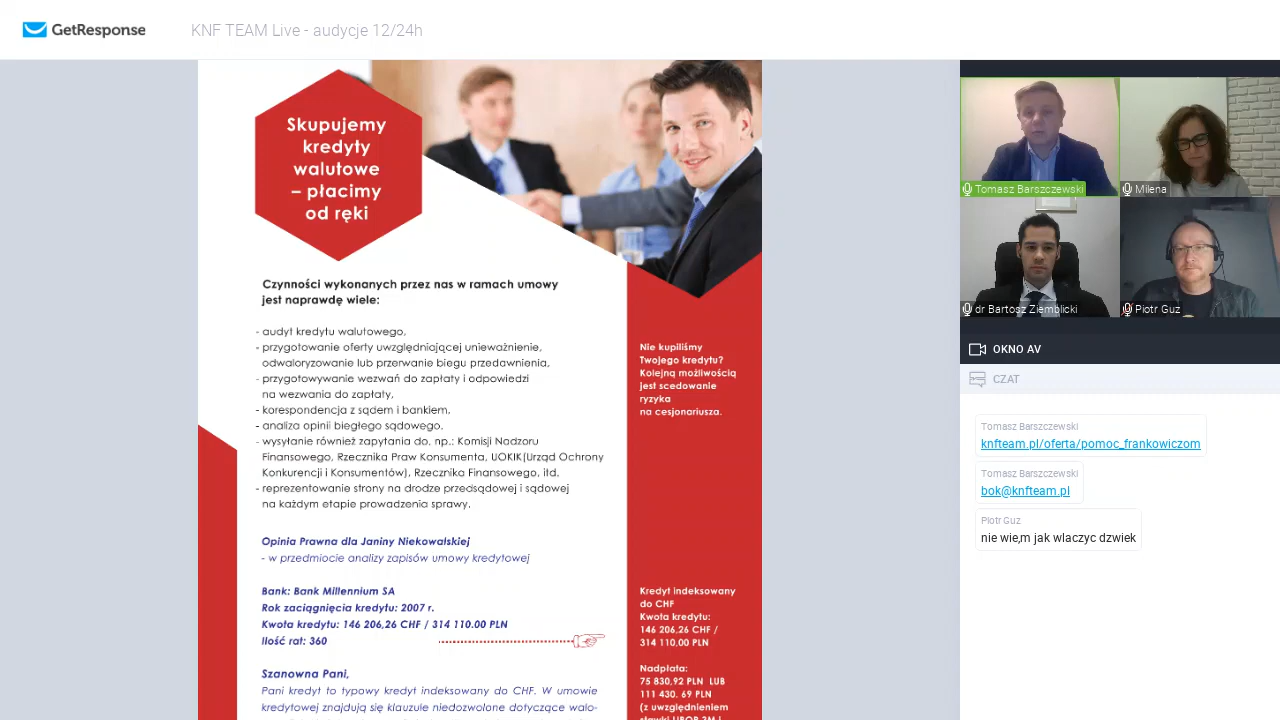 GetResponse
KNF TEAM Live - audycje 12/24h
Skupujemy
kredyty
walutowe
– płacimy
od ręki
Czynności wykonanych przez nas w ramach umowy
jest naprawdę wiele:
- audyt kredytu walutowego,
- przygotowanie oferty uwzględniającej unieważnienie,
odwaloryzowanie lub przerwanie biegu przedawnienia,
- przygotowywanie wezwań do zapłaty i odpowiedzi
na wezwania do zapłaty,
- korespondencja z sądem i bankiem,
- analiza opinii biegłego sądowego,
- wysyłanie również zapytania do, np.: Komisji Nadzoru
Finansowego, Rzecznika Praw Konsumenta, UOKIK(Urząd Ochrony
Konkurencji i Konsumentów), Rzecznika Finansowego, itd.
- reprezentowanie strony na drodze przedsądowej i sądowej
na każdym etapie prowadzenia sprawy.
Opinia Prawna dla Janiny Niekowalskiej
- w przedmiocie analizy zapisów umowy kredytowej
Bank: Bank Millennium SA
Rok zaciągnięcia kredytu: 2007 r.
Kwota kredytu: 146 206,26 CHF / 314 110.00 PLN
Ilość rat: 360
Szanowna Pani,
Pani kredyt to typowy kredyt indeksowany do CHF. W umowie
kredytowej znajdują się klauzule niedozwolone dotyczące walo-
Nie kupiliśmy
Twojego kredytu?
Kolejną możliwością
jest scedowanie
ryzyka
na cesjonariusza.
Kredyt indeksowany
do CHF
Kwota kredytu:
146 206,26 CHF /
314 110,00 PLN
Nadpłata:
75 830,92 PLN LUB
111 430. 69 PLN
(z uwzględnieniem
stawki LIBOR 3M i
Tomasz Barszczewski
Milena
dr Bartosz Ziemblicki
Piotr Guz
OKNO AV
CZAT
Tomasz Barszczewski
knfteam.pl/oferta/pomoc_frankowiczom
Tomasz Barszczewski
bok@knfteam.pl
Piotr Guz
nie wie,m jak wlaczyc dzwiek